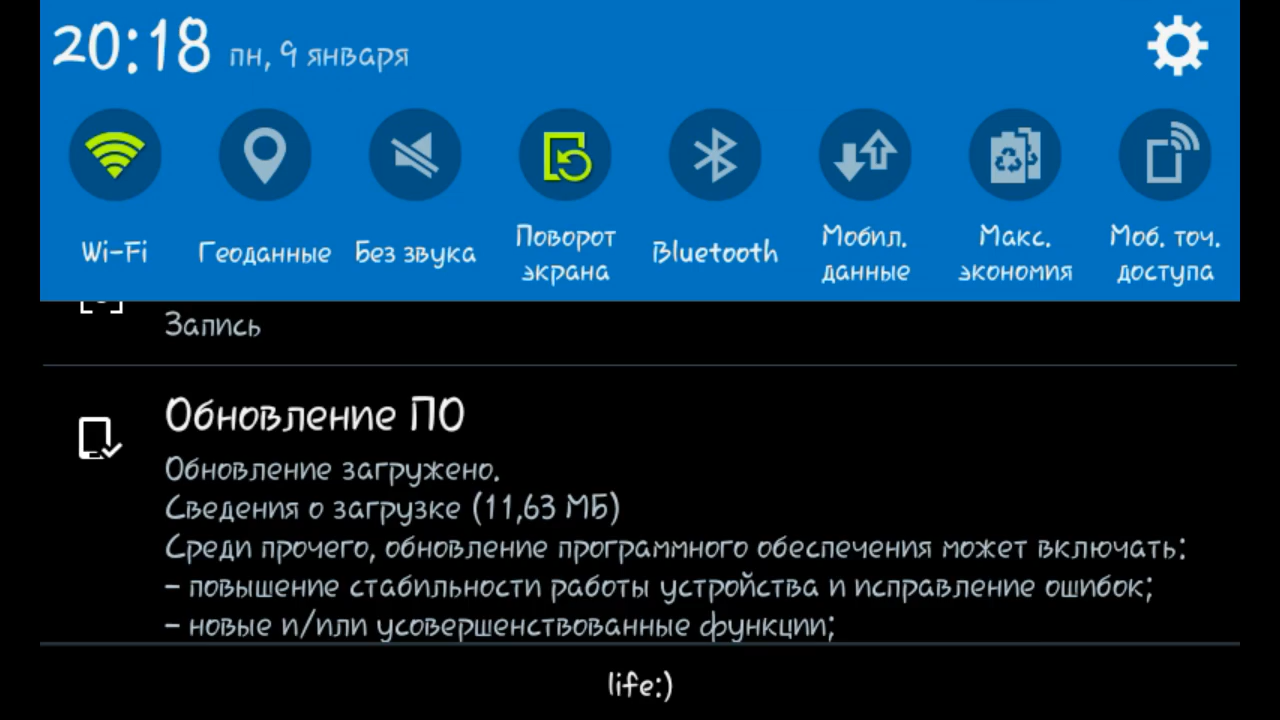 20:18 пн, 9 января
Wi-Fi
Геоданные
Без звука
Поворот
экрана
Bluetooth
Мобил.
данные
Макс.
экономия
Моб. точ.
доступа
Запись
Обновление ПО
Обновление загружено.
Сведения о загрузке (11,63 МБ)
Среди прочего, обновление программного обеспечения может включать:
- повышение стабильности работы устройства и исправление ошибок;
- новые и/или усовершенствованные функции;
life:)